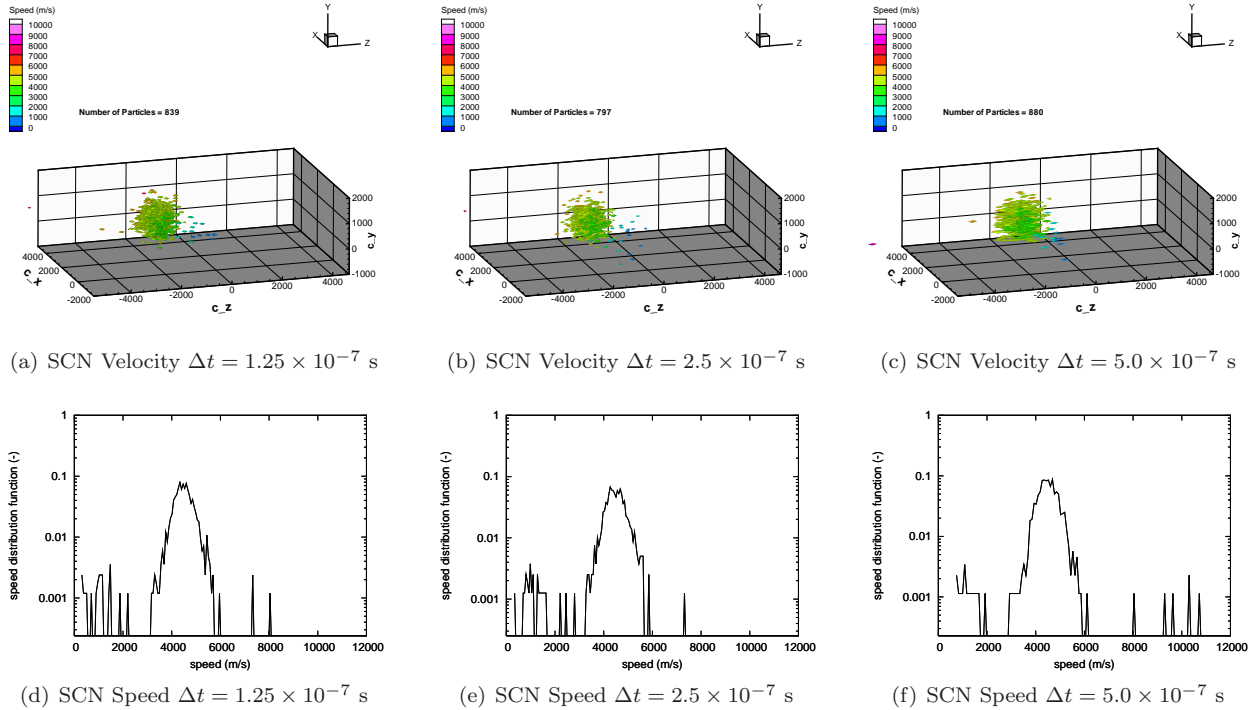 Speed (m/s)
10000
9000
8000
7000
6000
5000
4000
3000
2000
1000
0
Number of Particles = 839
Y
X
Z
2000
1000
0
-1000
c_y
4000
2000
0
-2000
c_x
-4000
-2000
0
2000
4000
c_z
(a) SCN Velocity Δt = 1.25 × 10⁻⁷ s
Speed (m/s)
10000
9000
8000
7000
6000
5000
4000
3000
2000
1000
0
Number of Particles = 797
Y
X
Z
2000
1000
0
-1000
c_y
4000
2000
0
-2000
c_x
-4000
-2000
0
2000
4000
c_z
(b) SCN Velocity Δt = 2.5 × 10⁻⁷ s
Speed (m/s)
10000
9000
8000
7000
6000
5000
4000
3000
2000
1000
0
Number of Particles = 880
Y
X
Z
2000
1000
0
-1000
c_y
4000
2000
0
-2000
c_x
-4000
-2000
0
2000
4000
c_z
(c) SCN Velocity Δt = 5.0 × 10⁻⁷ s
speed distribution function (-)
1
0.1
0.01
0.001
0 2000 4000 6000 8000 10000 12000
speed (m/s)
(d) SCN Speed Δt = 1.25 × 10⁻⁷ s
speed distribution function (-)
1
0.1
0.01
0.001
0 2000 4000 6000 8000 10000 12000
speed (m/s)
(e) SCN Speed Δt = 2.5 × 10⁻⁷ s
speed distribution function (-)
1
0.1
0.01
0.001
0 2000 4000 6000 8000 10000 12000
speed (m/s)
(f) SCN Speed Δt = 5.0 × 10⁻⁷ s